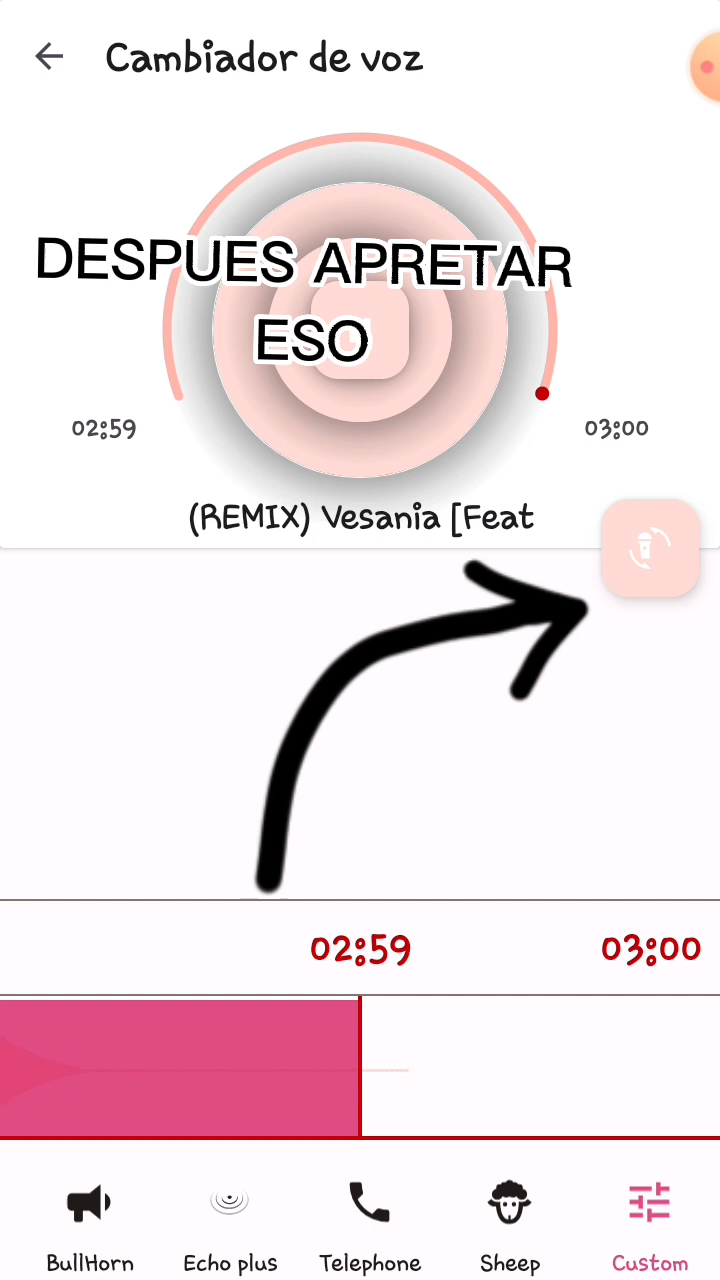 Cambiador de voz
DESPUES APRETAR
ESO
02:59
03:00
(REMIX) Vesania [Feat
02:59
03:00
BullHorn
Echo plus
Telephone
Sheep
Custom